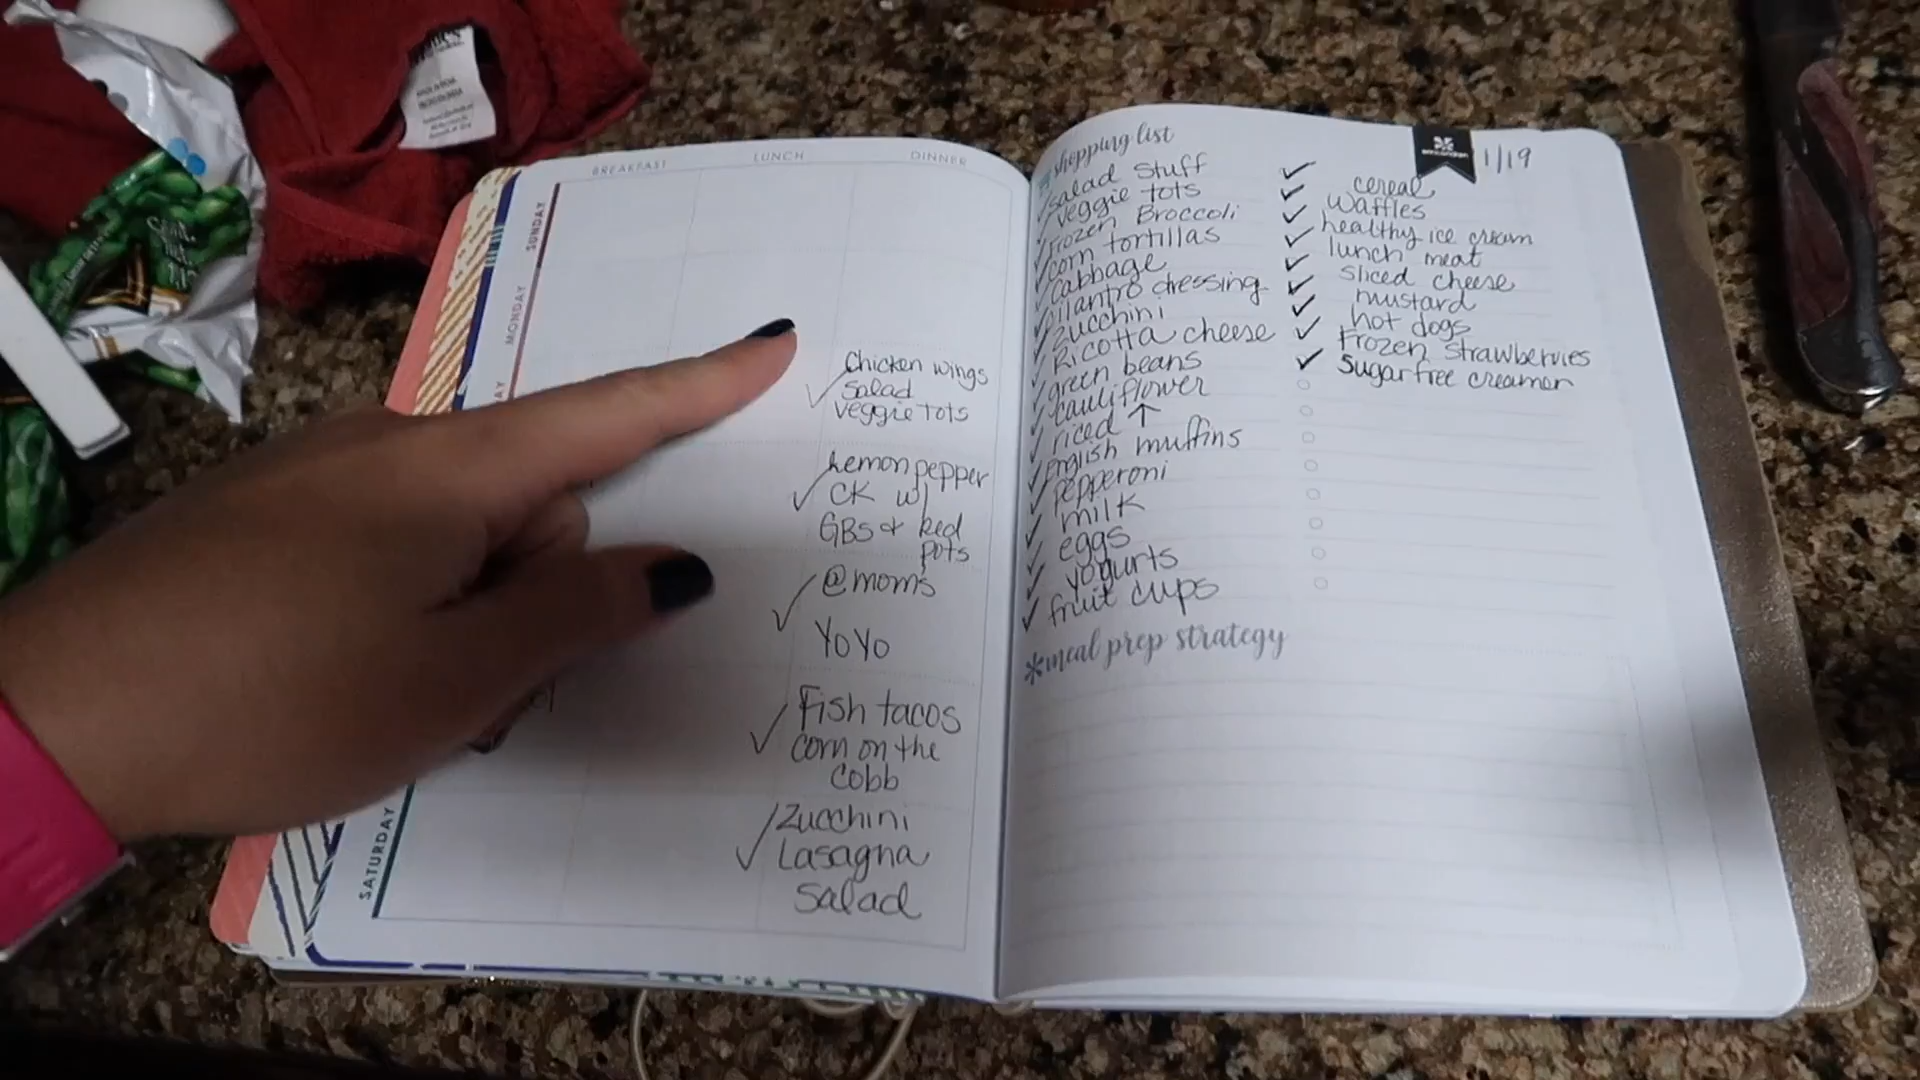 BREAKFAST LUNCH DINNER
SUNDAY
MONDAY
AY
Chicken wings
Salad
veggie tots
Lemon pepper
CK w/
GBs + Red
pots
@ moms
YoYo
Fish tacos
corn on the
cobb
SATURDAY
Zucchini
Lasagna
Salad
shopping list
salad stuff
veggie tots
frozen Broccoli
corn tortillas
cabbage
cilantro dressing
zucchini
Ricotta cheese
green beans
cauliflower
riced ↑
english muffins
pepperoni
milk
eggs
yogurts
fruit cups
1/19
cereal
waffles
healthy ice cream
lunch meat
sliced cheese
mustard
hot dogs
frozen strawberries
Sugarfree creamer
*meal prep strategy